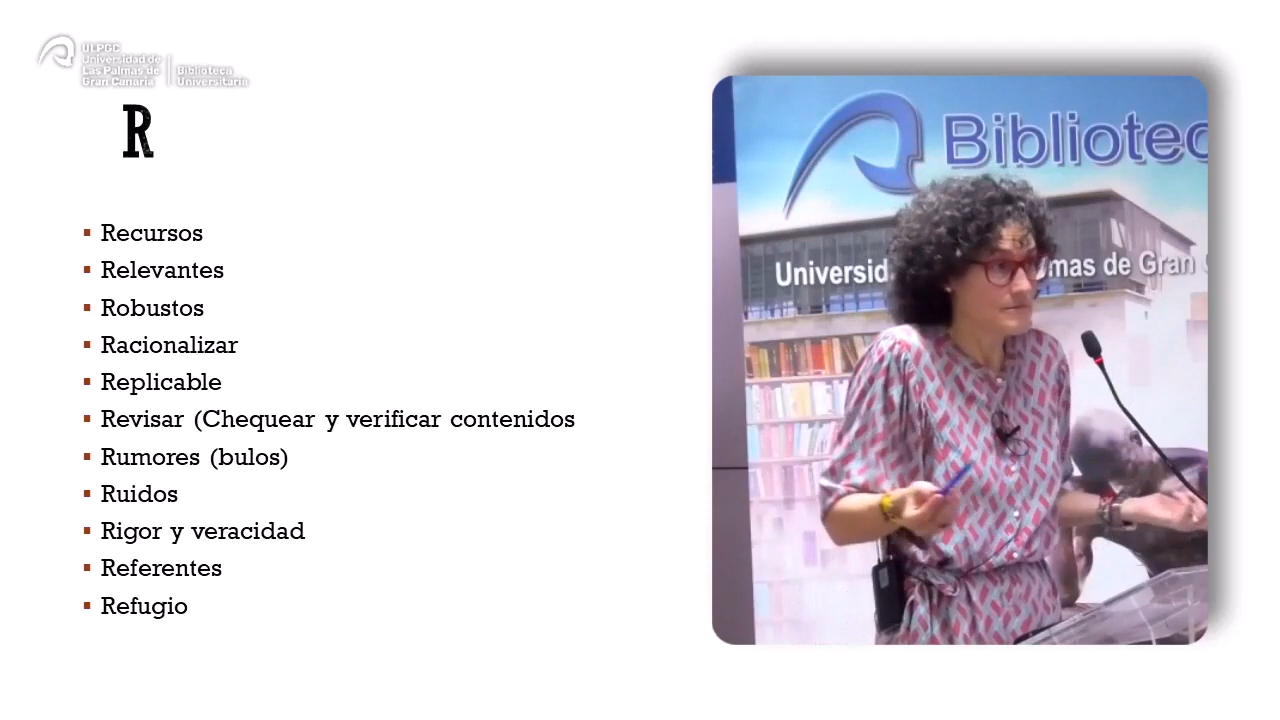 ULPGC
Universidad de
Las Palmas de
Gran Canaria
Biblioteca
Universitaria
R
Recursos
Relevantes
Robustos
Racionalizar
Replicable
Revisar (Chequear y verificar contenidos
Rumores (bulos)
Ruidos
Rigor y veracidad
Referentes
Refugio
Bibliotec
Universid mas de Gran